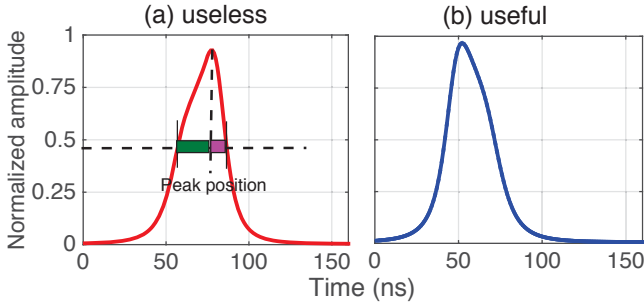 (a) useless
(b) useful
Normalized amplitude
1
0.75
0.5
0.25
0
Peak position
0
50
100
150
0
50
100
150
Time (ns)